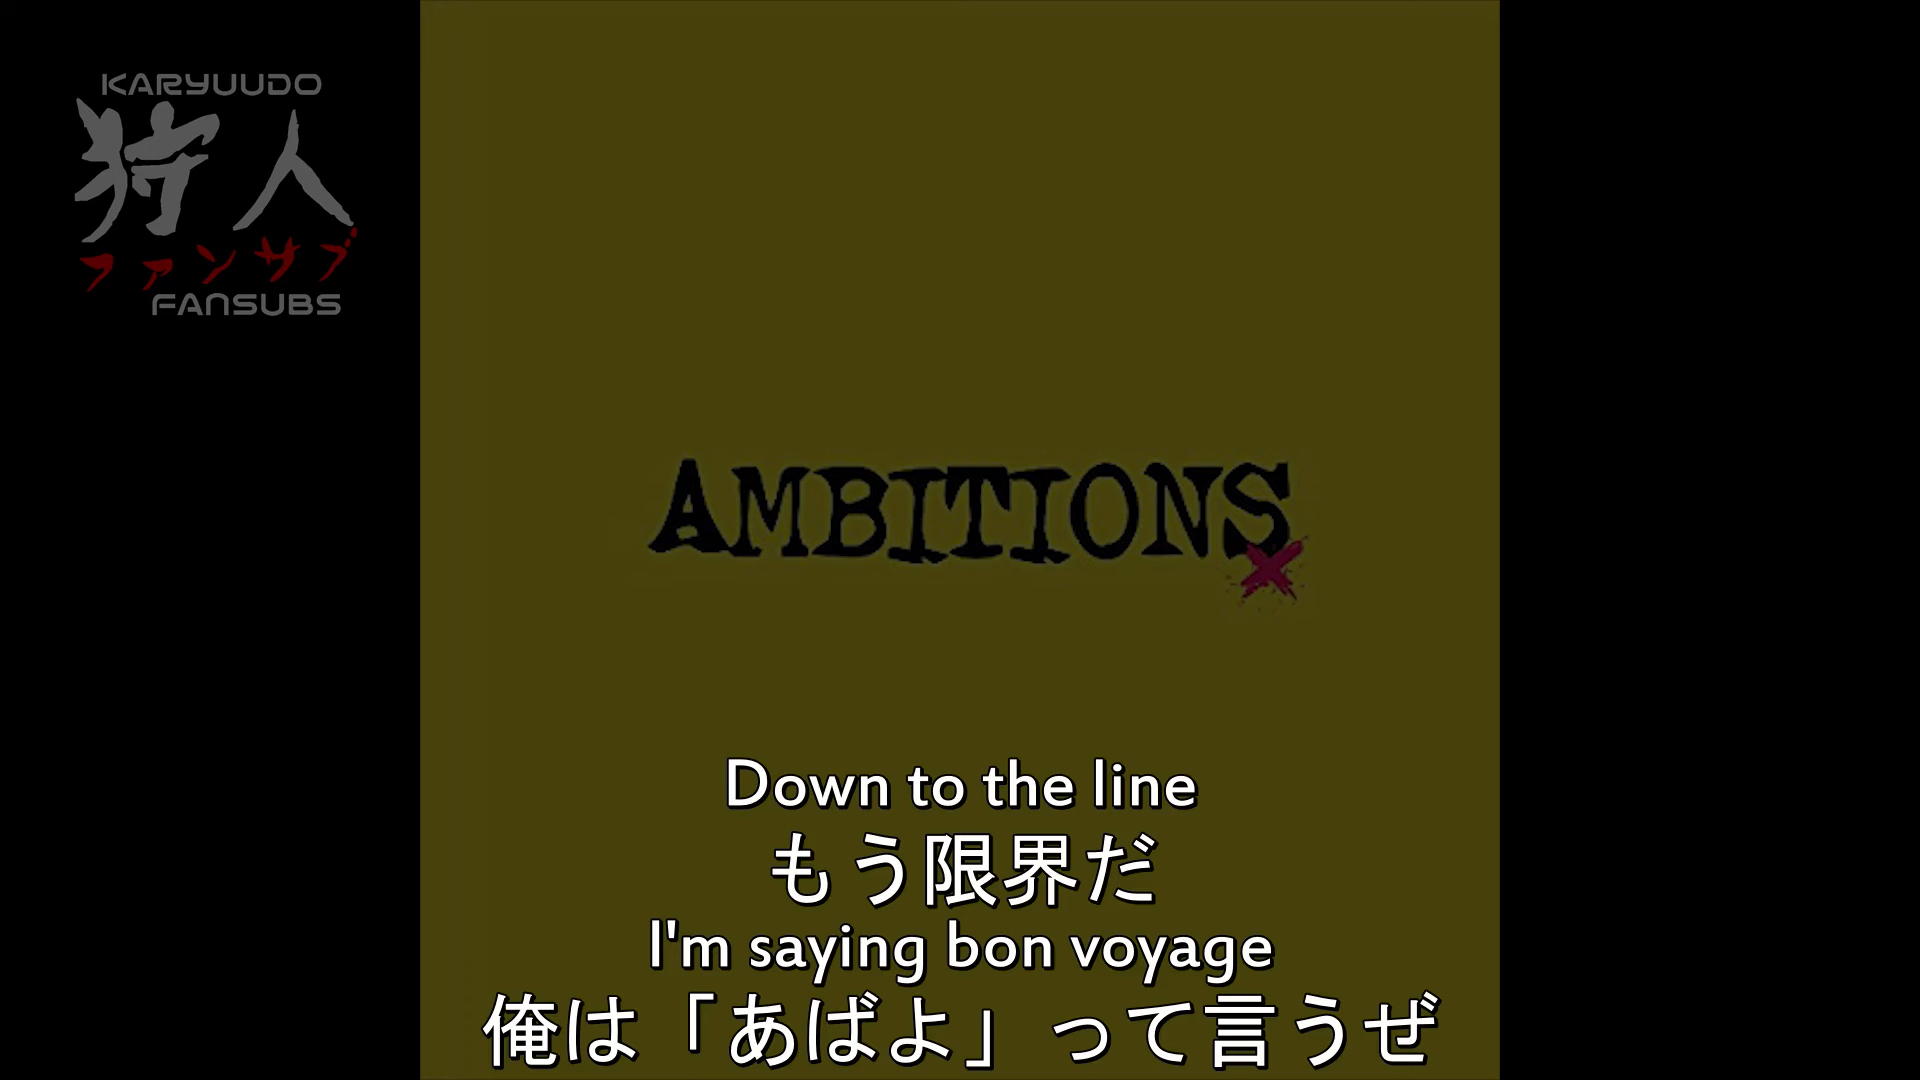 KARYUUDO
狩人
ファンサブ
FANSUBS
AMBITIONS
Down to the line
もう限界だ
I'm saying bon voyage
俺は「あばよ」って言うぜ